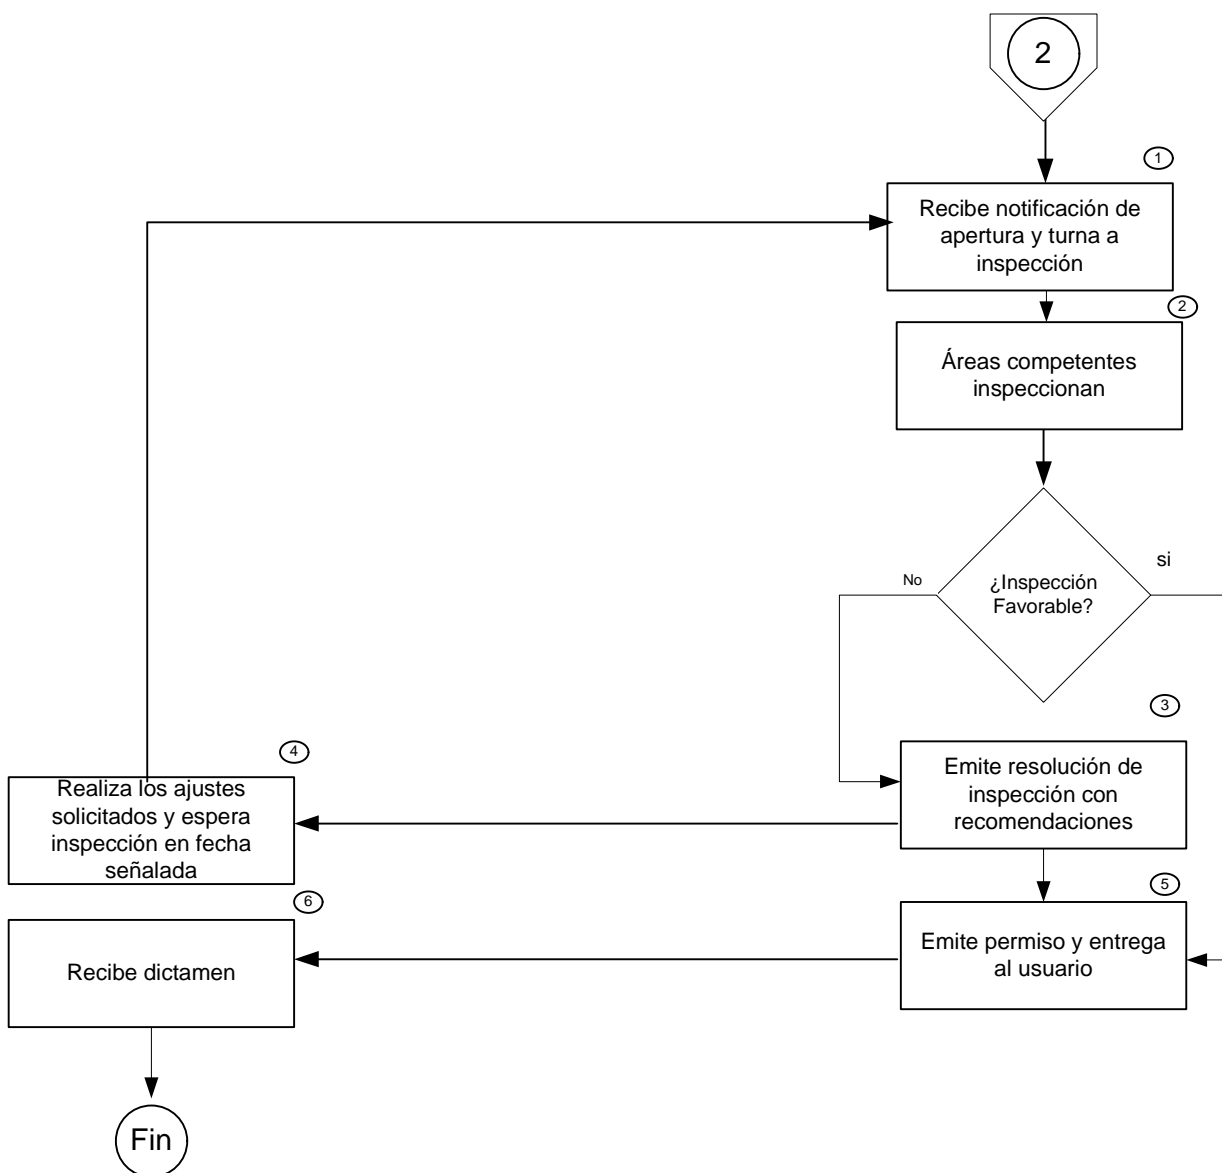 2
1
Recibe notificación de
apertura y turna a
inspección
2
Áreas competentes
inspeccionan
si
No
¿Inspección
Favorable?
3
Emite resolución de
inspección con
recomendaciones
4
Realiza los ajustes
solicitados y espera
inspección en fecha
señalada
5
Emite permiso y entrega
al usuario
6
Recibe dictamen
Fin